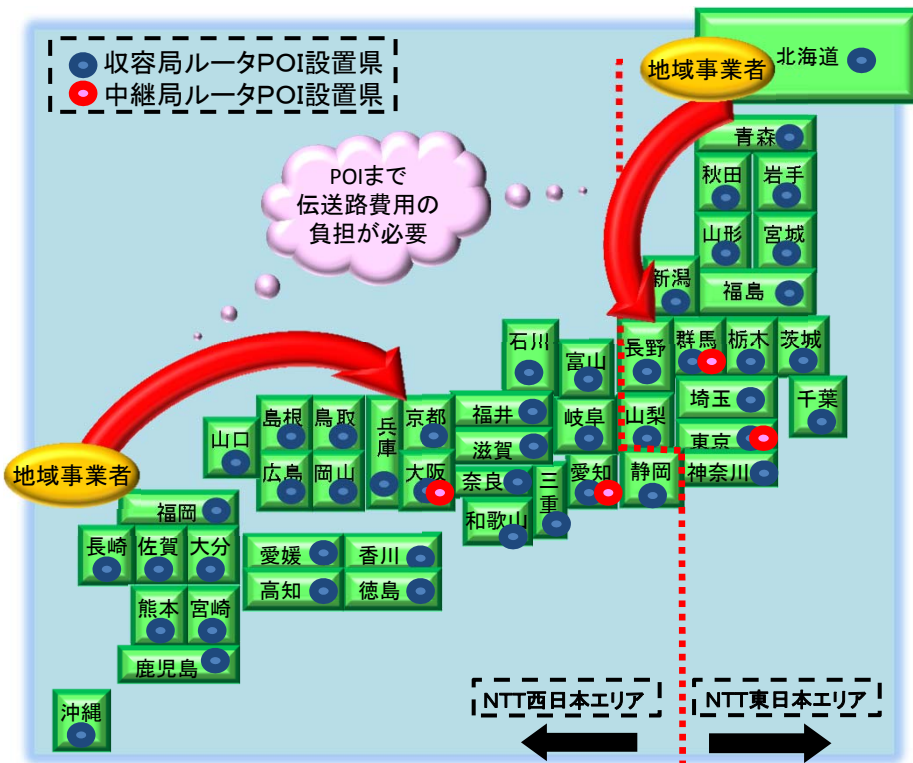 収容局ルータPOI設置県
中継局ルータPOI設置県
地域事業者
北海道
POIまで
伝送路費用の
負担が必要
青森
秋田
岩手
山形
宮城
新潟
福島
石川
富山
長野
群馬
栃木
茨城
埼玉
千葉
島根
鳥取
兵庫
京都
福井
岐阜
山梨
山口
滋賀
東京
地域事業者
広島
岡山
大阪
奈良
三重
愛知
静岡
神奈川
福岡
和歌山
長崎
佐賀
大分
愛媛
香川
高知
徳島
熊本
宮崎
鹿児島
沖縄
NTT西日本エリア
NTT東日本エリア